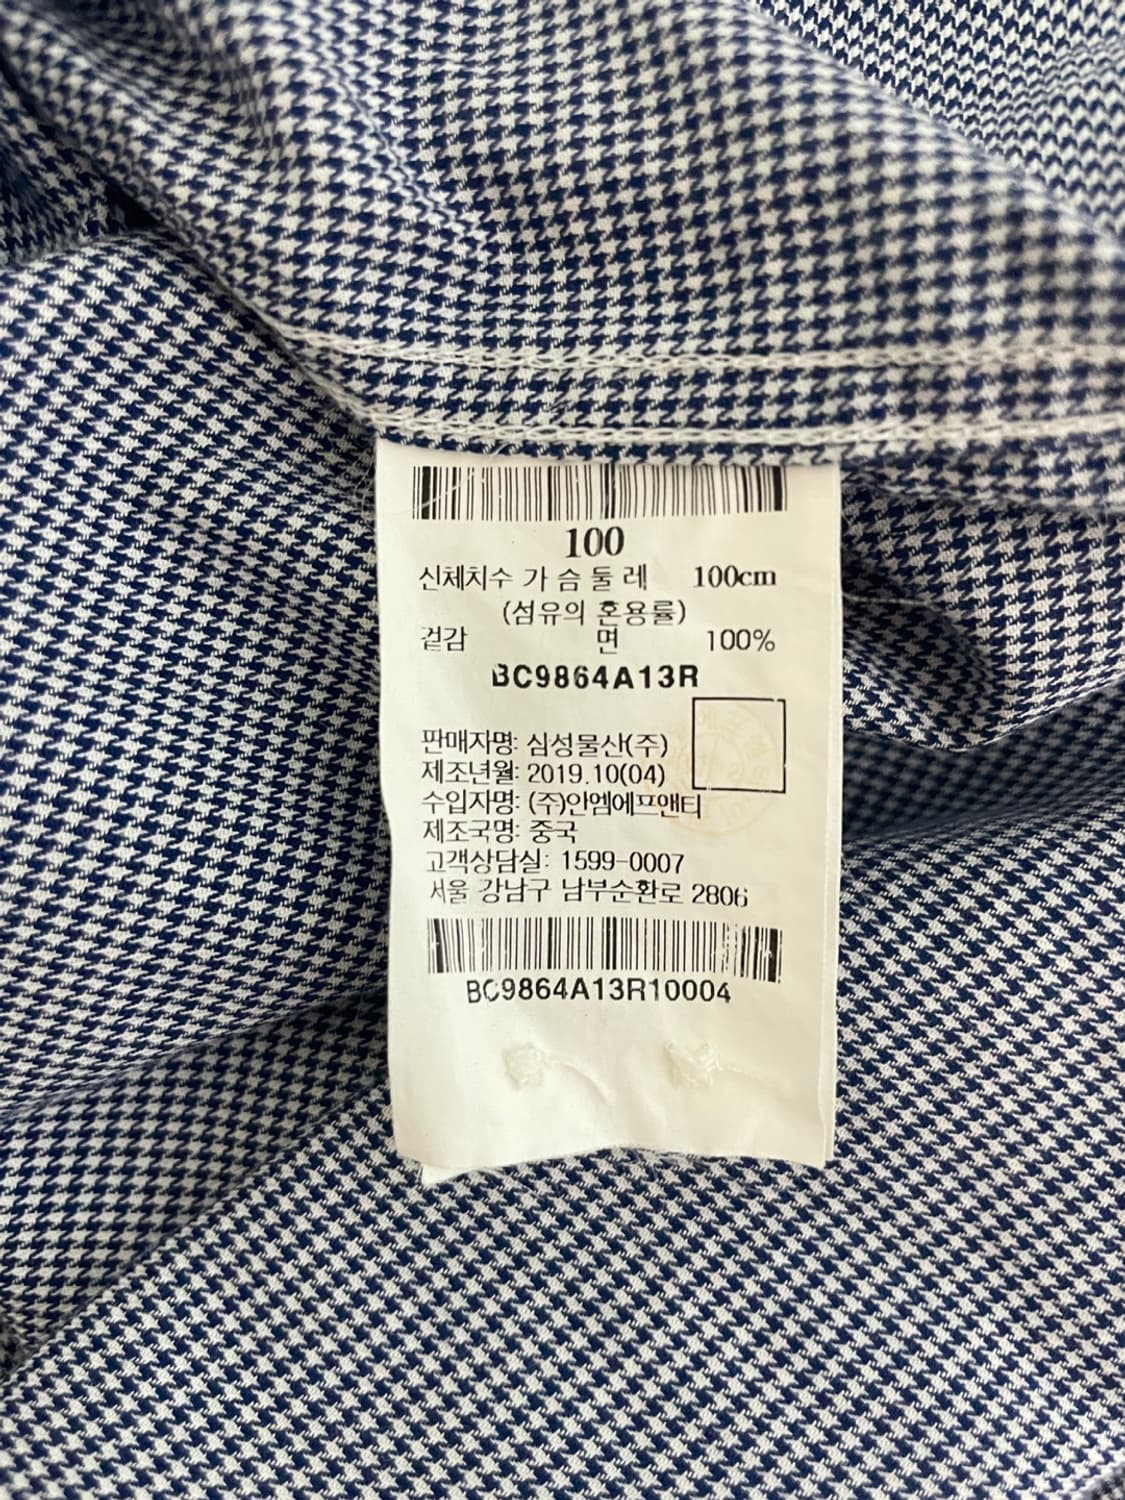 100
신체치수 가 슴 둘 레 100cm
(섬유의 혼용률)
겉감 면 100%
BC9864A13R
판매자명: 삼성물산(주)
제조년월: 2019.10(04)
수입자명: (주)안엠에프앤티
제조국명: 중국
고객상담실: 1599-0007
서울 강남구 남부순환로 2806
BC9864A13R10004